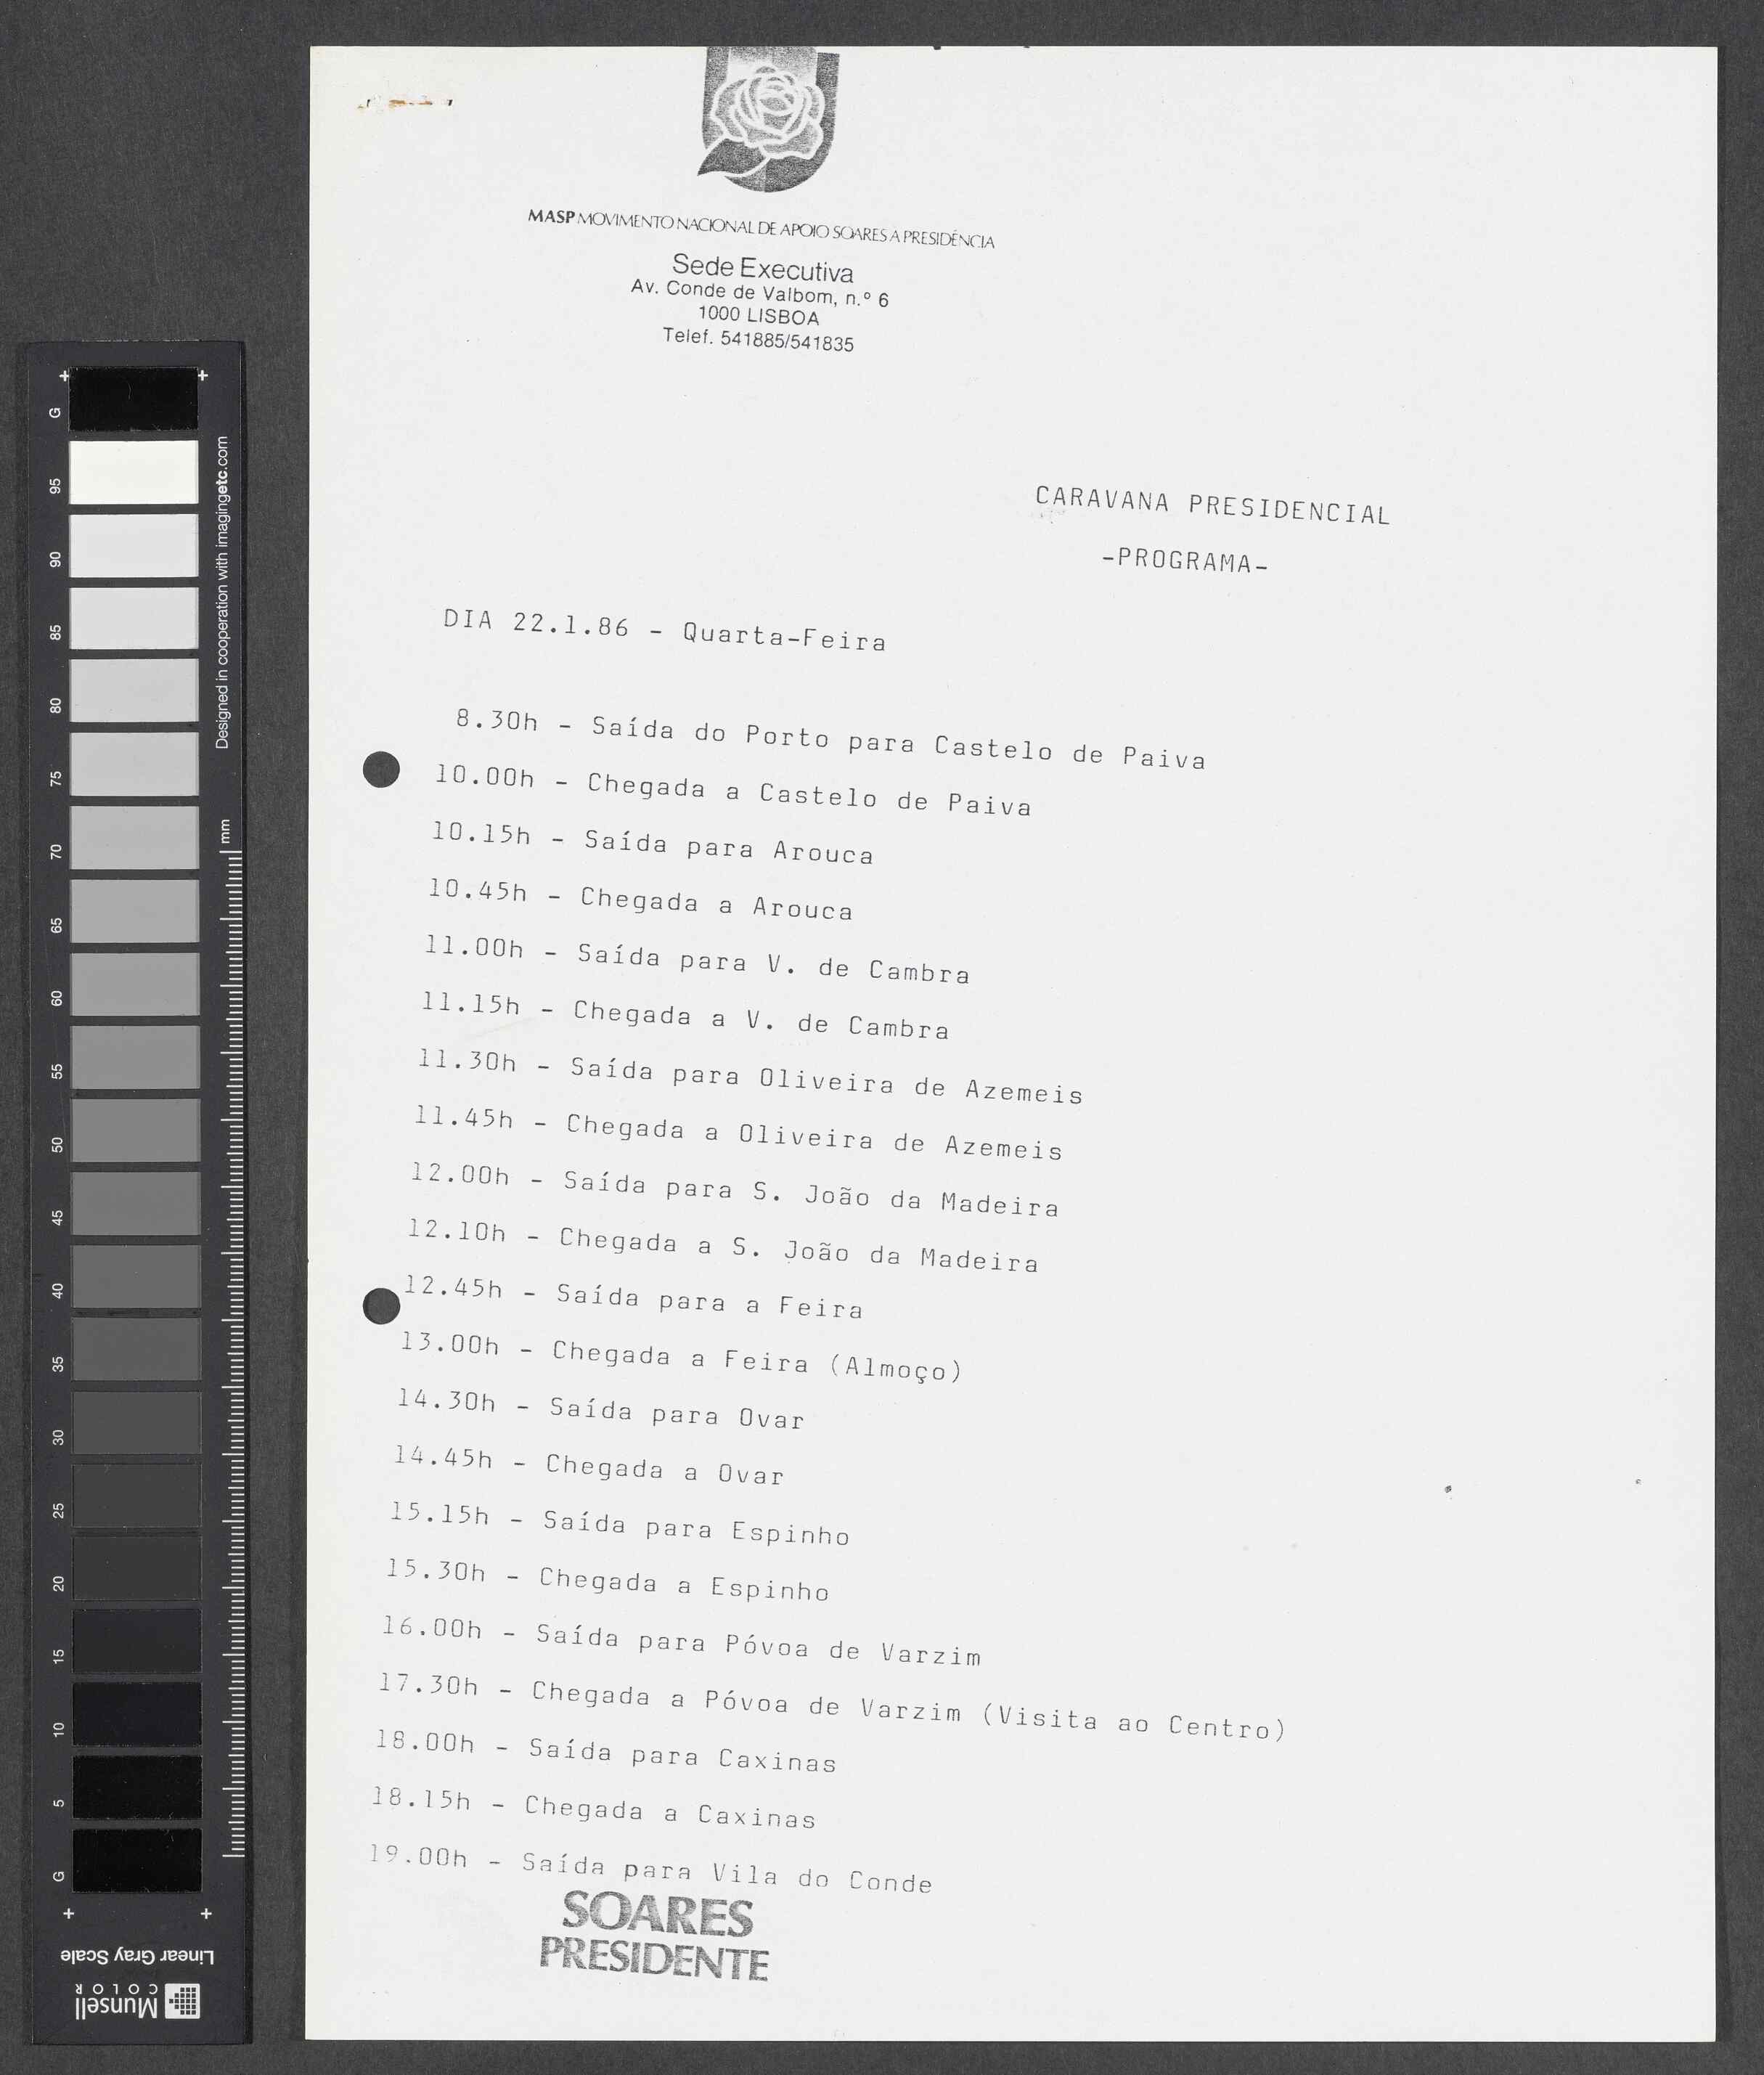 MASP MOVIMENTO NACIONAL DE APOIO SOARES A PRESIDÊNCIA
Sede Executiva
Av. Conde de Valbom, n.º 6
1000 LISBOA
Telef. 541885/541835
CARAVANA PRESIDENCIAL
-PROGRAMA-
DIA 22.1.86 - Quarta-Feira
8.30h - Saída do Porto para Castelo de Paiva
10.00h - Chegada a Castelo de Paiva
10.15h - Saída para Arouca
10.45h - Chegada a Arouca
11.00h - Saída para V. de Cambra
11.15h - Chegada a V. de Cambra
11.30h - Saída para Oliveira de Azemeis
11.45h - Chegada a Oliveira de Azemeis
12.00h - Saída para S. João da Madeira
12.10h - Chegada a S. João da Madeira
12.45h - Saída para a Feira
13.00h - Chegada a Feira (Almoço)
14.30h - Saída para Ovar
14.45h - Chegada a Ovar
15.15h - Saída para Espinho
15.30h - Chegada a Espinho
16.00h - Saída para Póvoa de Varzim
17.30h - Chegada a Póvoa de Varzim (Visita ao Centro)
18.00h - Saída para Caxinas
18.15h - Chegada a Caxinas
19.00h - Saída para Vila do Conde
SOARES
PRESIDENTE
G
95
90
85
80
75
70
65
60
55
50
45
40
35
30
25
20
15
10
5
G
Designed in cooperation with imagingetc.com
mm
Linear Gray Scale
Munsell
COLOR